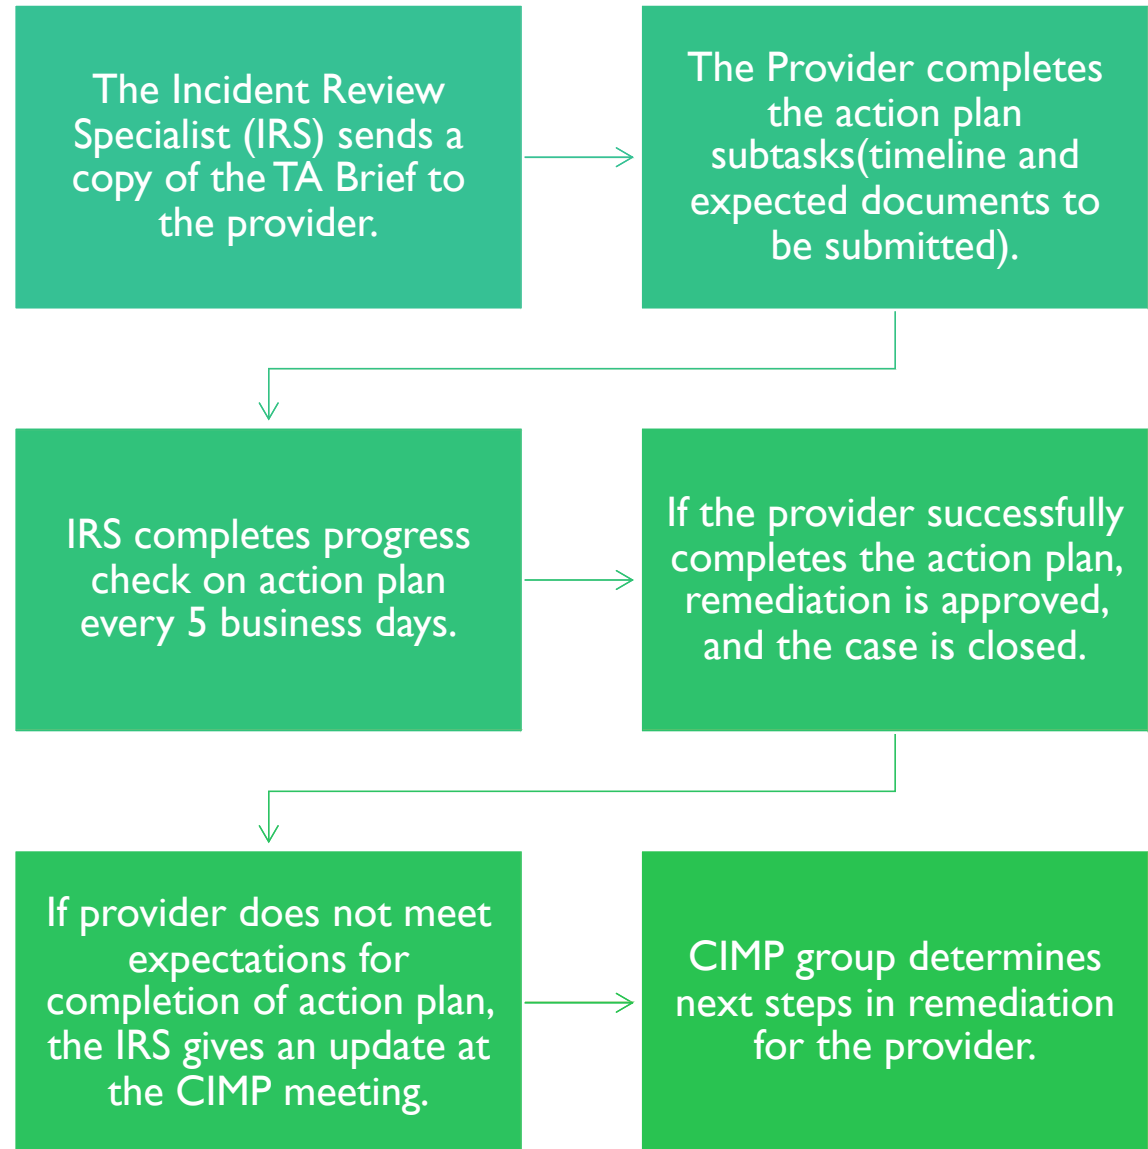 The Incident Review
Specialist (IRS) sends a
copy of the TA Brief to
the provider.
The Provider completes
the action plan
subtasks(timeline and
expected documents to
be submitted).
IRS completes progress
check on action plan
every 5 business days.
If the provider successfully
completes the action plan,
remediation is approved,
and the case is closed.
If provider does not meet
expectations for
completion of action plan,
the IRS gives an update at
the CIMP meeting.
CIMP group determines
next steps in remediation
for the provider.